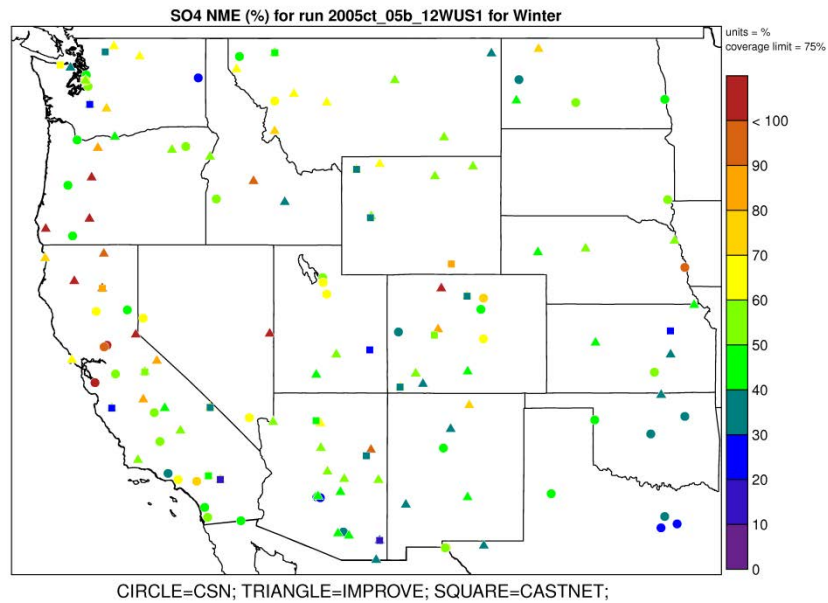 SO4 NME (%) for run 2005ct_05b_12WUS1 for Winter
units = %
coverage limit = 75%
< 100
90
80
70
60
50
40
30
20
10
0
CIRCLE=CSN; TRIANGLE=IMPROVE; SQUARE=CASTNET;